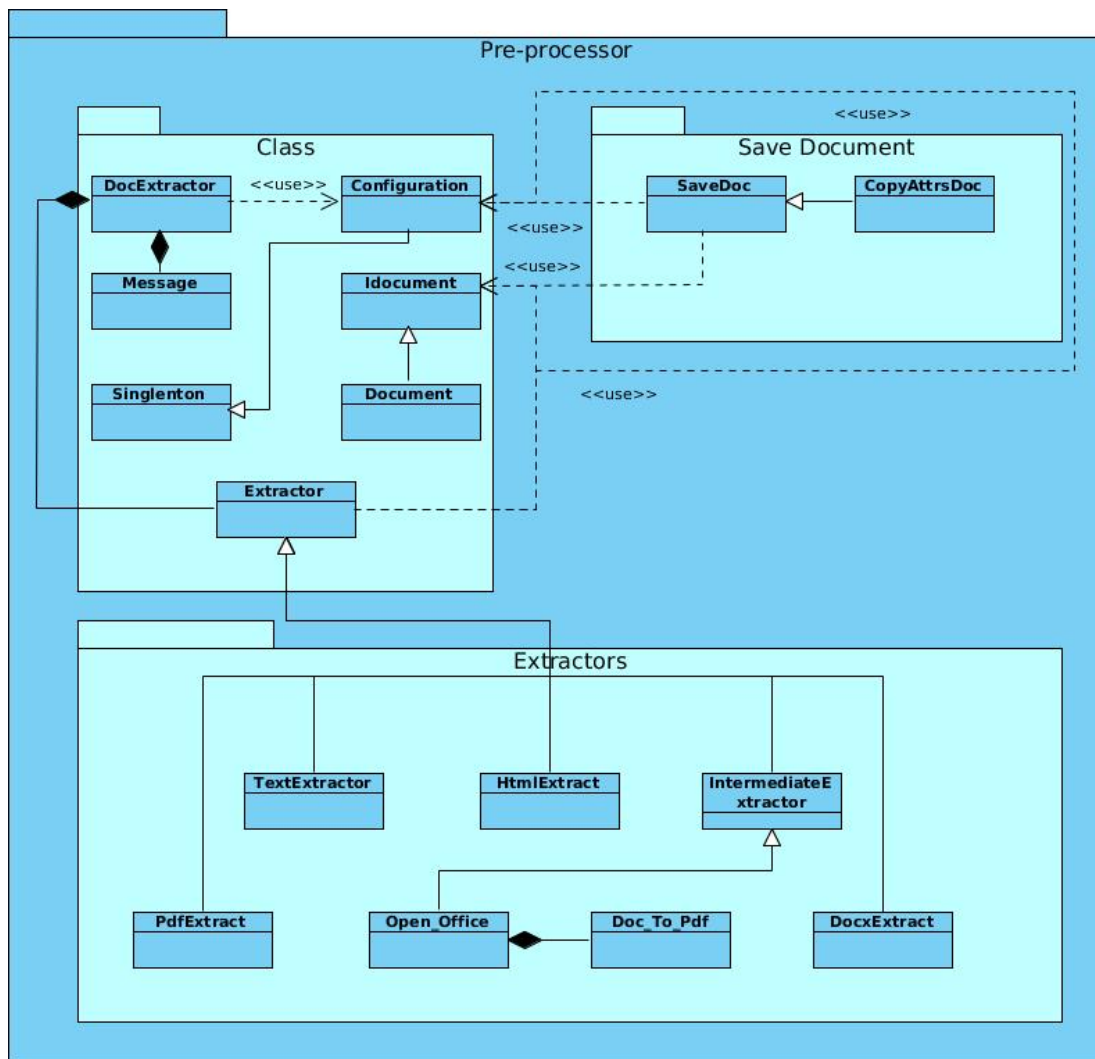 Pre-processor
<<use>>
Class
Save Document
DocExtractor
<<use>>
Configuration
SaveDoc
CopyAttrsDoc
<<use>>
<<use>>
Message
Idocument
Singlenton
Document
<<use>>
Extractor
Extractors
TextExtractor
HtmlExtract
IntermediateE
xtractor
PdfExtract
Open_Office
Doc_To_Pdf
DocxExtract